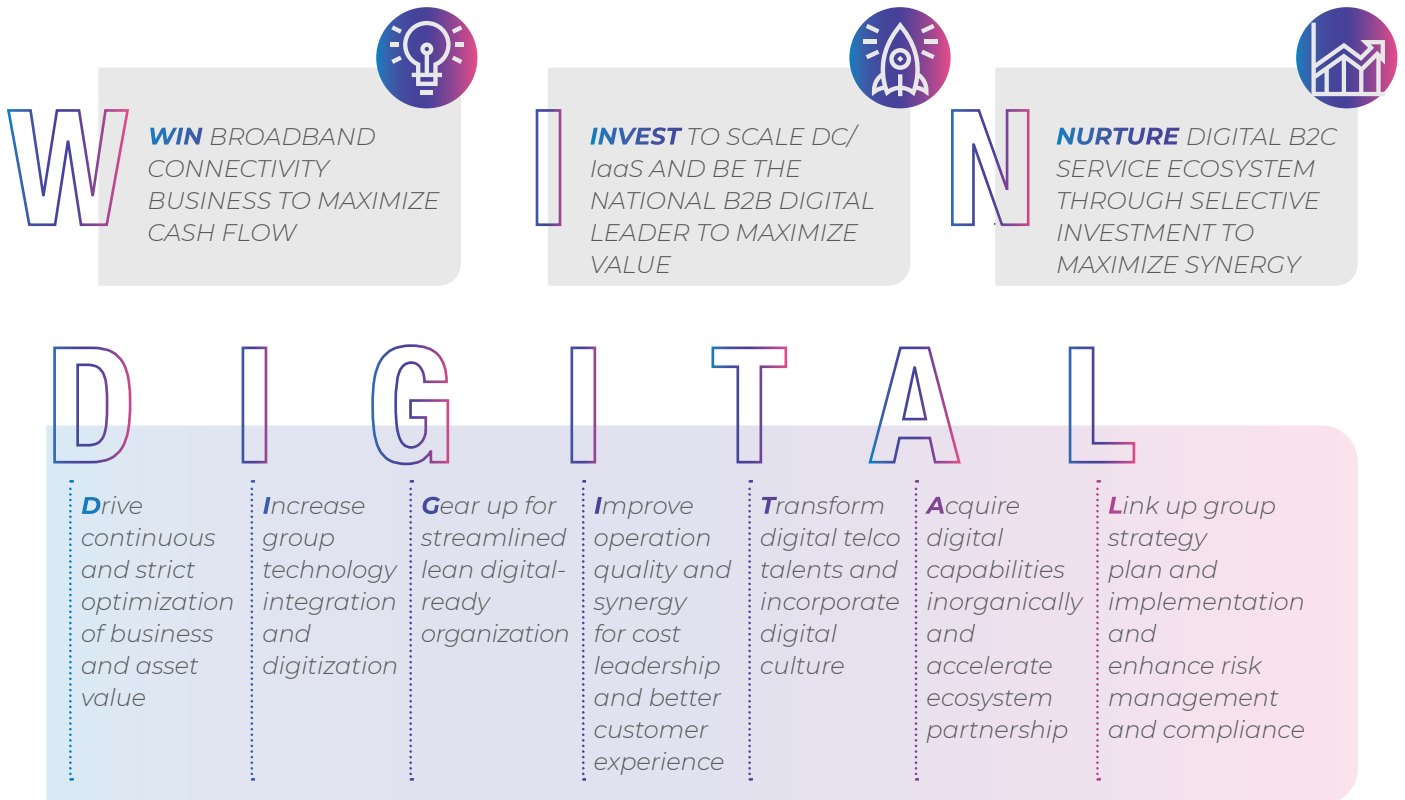 W
WIN BROADBAND
CONNECTIVITY
BUSINESS TO MAXIMIZE
CASH FLOW
I
INVEST TO SCALE DC/
IaaS AND BE THE
NATIONAL B2B DIGITAL
LEADER TO MAXIMIZE
VALUE
N
NURTURE DIGITAL B2C
SERVICE ECOSYSTEM
THROUGH SELECTIVE
INVESTMENT TO
MAXIMIZE SYNERGY
D
Drive
continuous
and strict
optimization
of business
and asset
value
I
Increase
group
technology
integration
and
digitization
G
Gear up for
streamlined
lean digital-
ready
organization
I
Improve
operation
quality and
synergy
for cost
leadership
and better
customer
experience
T
Transform
digital telco
talents and
incorporate
digital
culture
A
Acquire
digital
capabilities
inorganically
and
accelerate
ecosystem
partnership
L
Link up group
strategy
plan and
implementation
and
enhance risk
management
and compliance